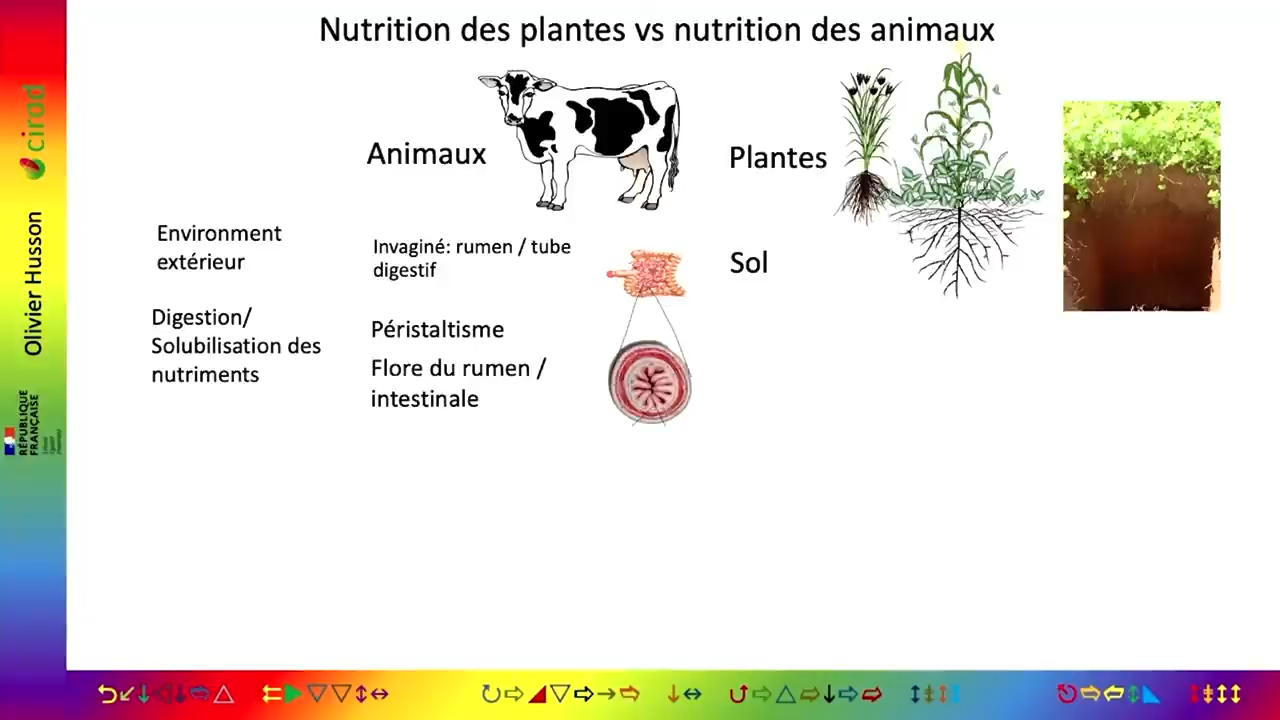 Nutrition des plantes vs nutrition des animaux
Animaux
Plantes
Environment
extérieur
Invaginé: rumen / tube
digestif
Sol
Digestion/
Solubilisation des
nutriments
Péristaltisme
Flore du rumen /
intestinale
cirad
Olivier Husson
RÉPUBLIQUE
FRANÇAISE